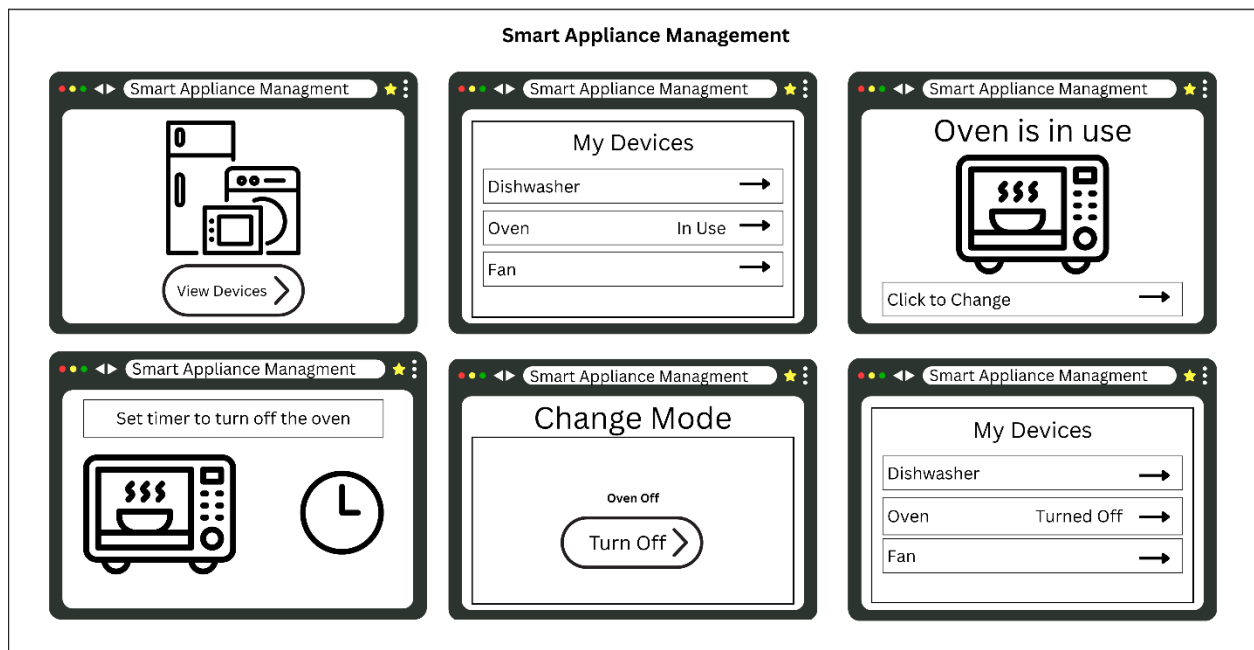 Smart Appliance Management
Smart Appliance Managment
View Devices
Smart Appliance Managment
My Devices
Dishwasher
Oven In Use
Fan
Smart Appliance Managment
Oven is in use
Click to Change
Smart Appliance Managment
Set timer to turn off the oven
Smart Appliance Managment
Change Mode
Oven Off
Turn Off
Smart Appliance Managment
My Devices
Dishwasher
Oven Turned Off
Fan